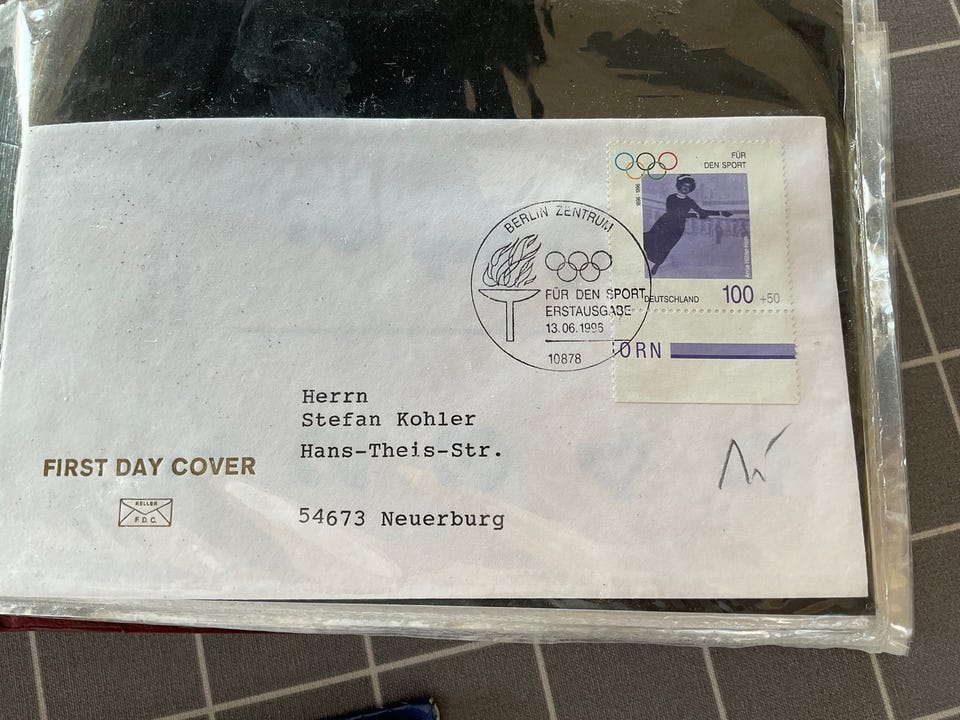 FÜR
DEN SPORT
BERLIN ZENTRUM
FÜR DEN SPORT
ERSTAUSGABE
13.06.1996
10878
DEUTSCHLAND 100 +50
ORN
Herrn
Stefan Kohler
Hans-Theis-Str.
54673 Neuerburg
FIRST DAY COVER
KELLER
F.D.C.